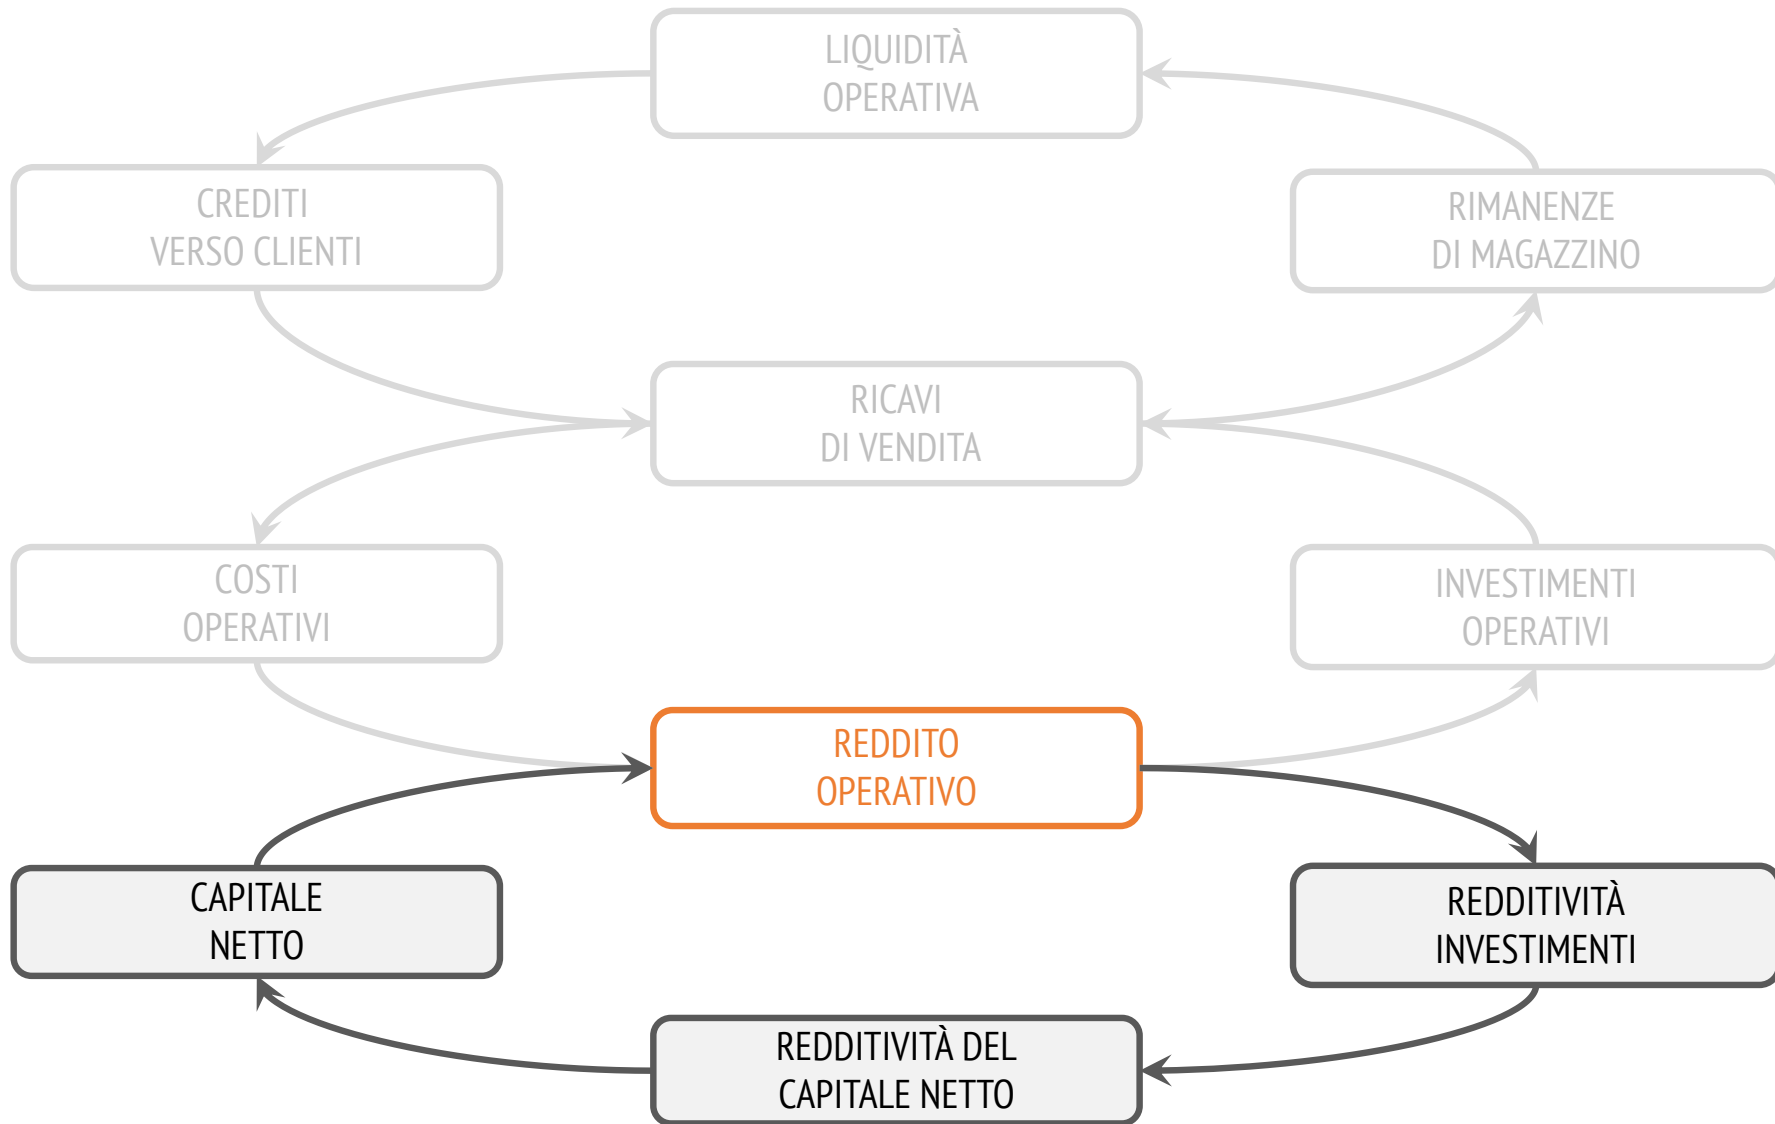 LIQUIDITÀ
OPERATIVA
CREDITI
VERSO CLIENTI
RIMANENZE
DI MAGAZZINO
RICAVI
DI VENDITA
COSTI
OPERATIVI
INVESTIMENTI
OPERATIVI
REDDITO
OPERATIVO
CAPITALE
NETTO
REDDITIVITÀ
INVESTIMENTI
REDDITIVITÀ DEL
CAPITALE NETTO